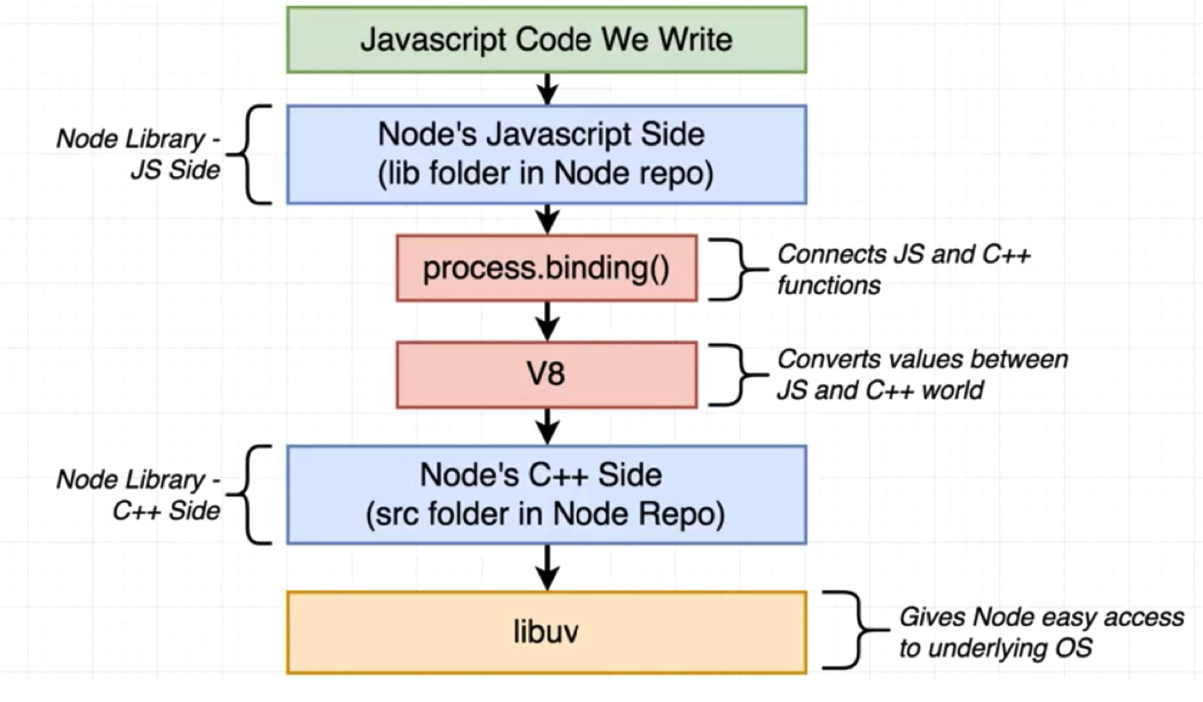 Javascript Code We Write
Node Library -
JS Side
Node's Javascript Side
(lib folder in Node repo)
process.binding()
Connects JS and C++
functions
V8
Converts values between
JS and C++ world
Node Library -
C++ Side
Node's C++ Side
(src folder in Node Repo)
libuv
Gives Node easy access
to underlying OS